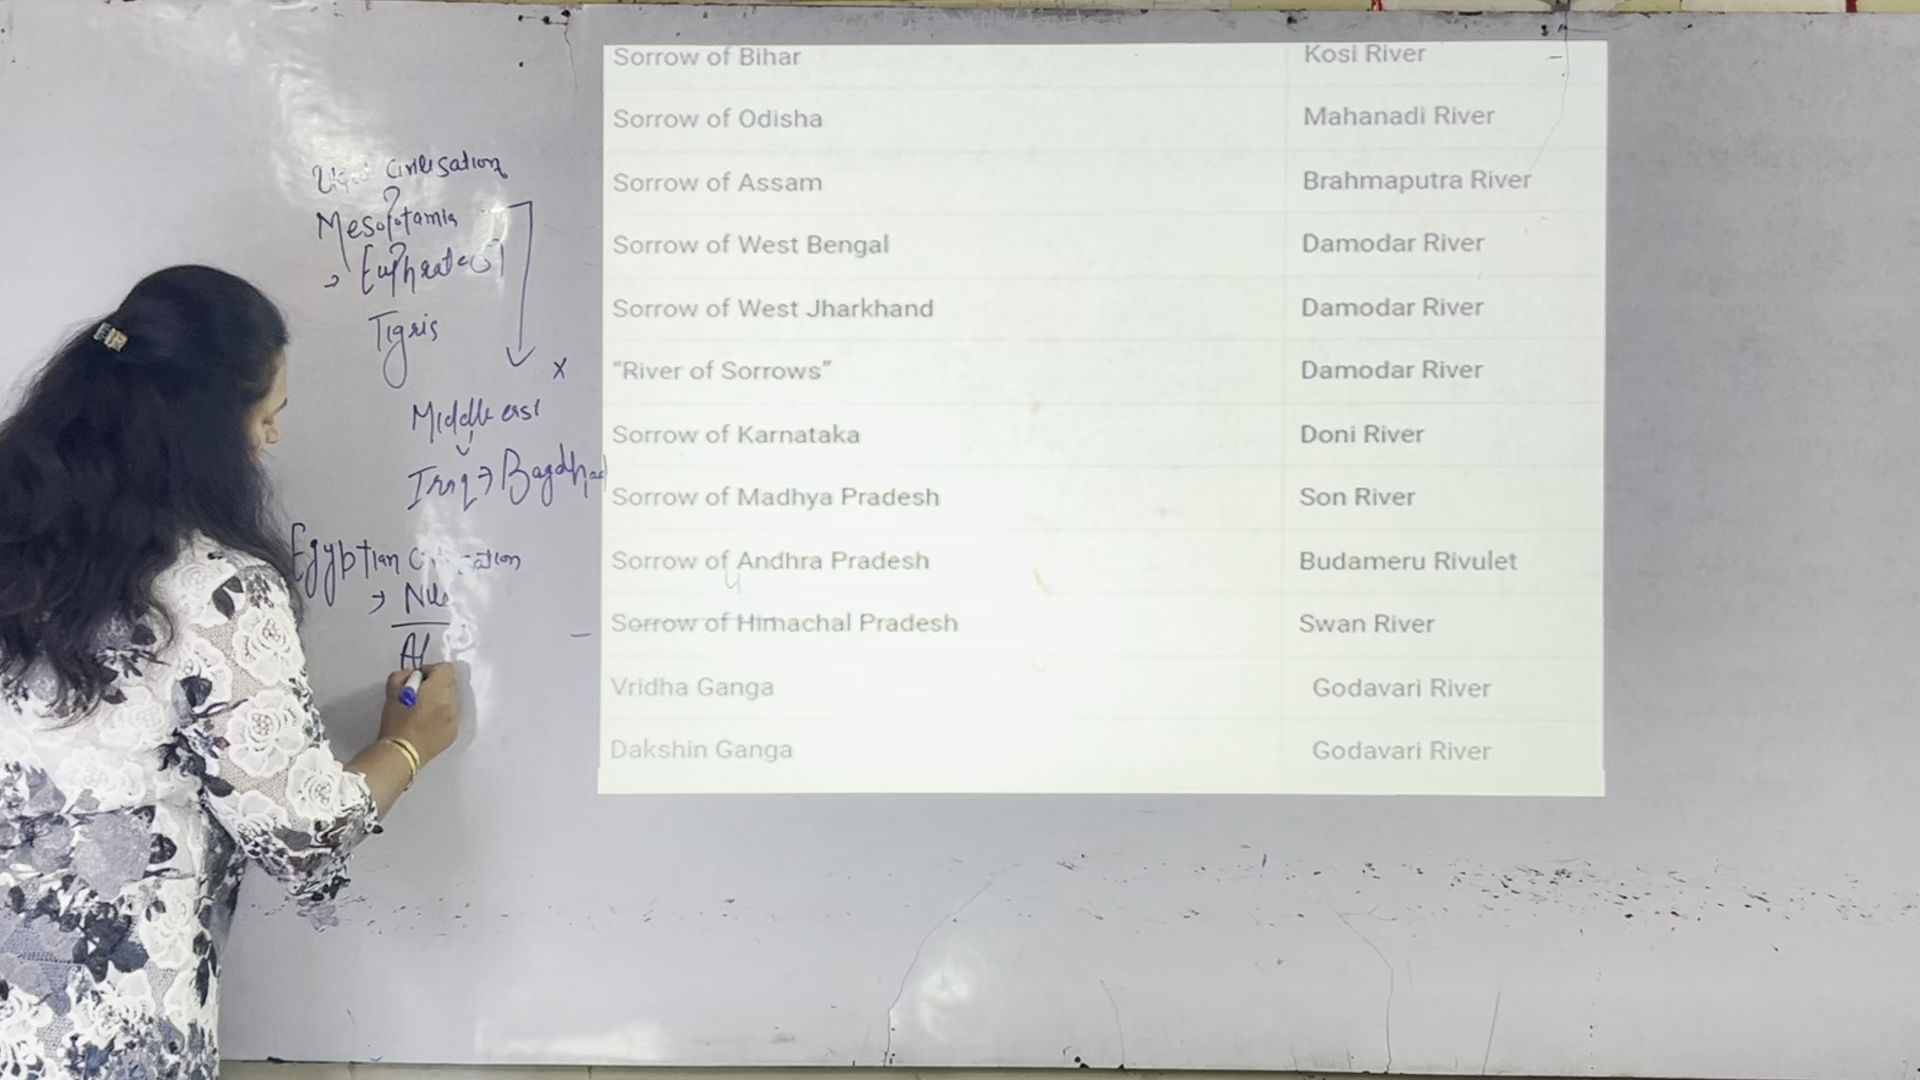 civilisation
Mesopotamia
Euphrates
Tigris
x
Middle east
Iraq → Bagdhad
Egyptian
→ Nile
Af
Sorrow of Bihar Kosi River
Sorrow of Odisha Mahanadi River
Sorrow of Assam Brahmaputra River
Sorrow of West Bengal Damodar River
Sorrow of West Jharkhand Damodar River
“River of Sorrows” Damodar River
Sorrow of Karnataka Doni River
Sorrow of Madhya Pradesh Son River
Sorrow of Andhra Pradesh Budameru Rivulet
Sorrow of Himachal Pradesh Swan River
Vridha Ganga Godavari River
Dakshin Ganga Godavari River